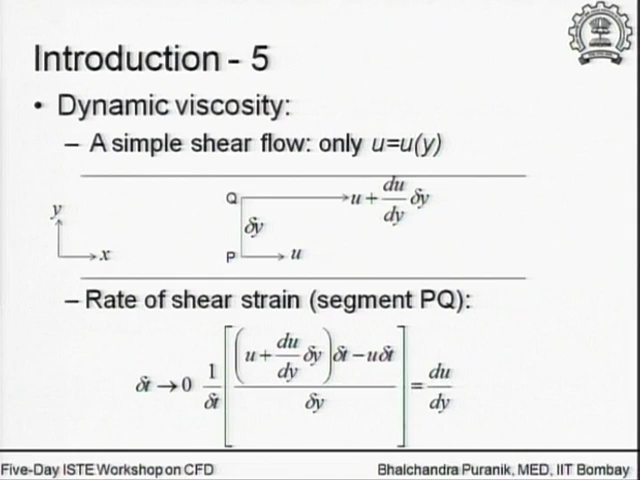 Introduction - 5
• Dynamic viscosity:
– A simple shear flow: only u=u(y)
Q u + du/dy δy
y δy
x P u
– Rate of shear strain (segment PQ):
δt → 0 1/δt [ ( (u + du/dy δy) δt − u δt ) / δy ] = du/dy
Five-Day ISTE Workshop on CFD
Bhalchandra Puranik, MED, IIT Bombay